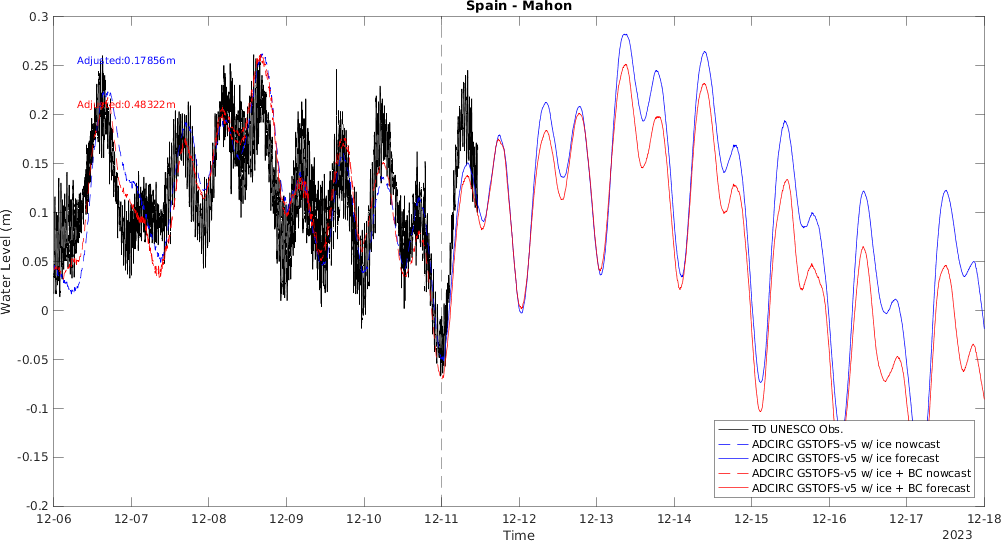 Spain - Mahon
0.3
0.25
0.2
0.15
0.1
0.05
0
-0.05
-0.1
-0.15
-0.2
Water Level (m)
Adjusted:0.17856m
Adjusted:0.48322m
TD UNESCO Obs.
ADCIRC GSTOFS-v5 w/ ice nowcast
ADCIRC GSTOFS-v5 w/ ice forecast
ADCIRC GSTOFS-v5 w/ ice + BC nowcast
ADCIRC GSTOFS-v5 w/ ice + BC forecast
12-06 12-07 12-08 12-09 12-10 12-11 12-12 12-13 12-14 12-15 12-16 12-17 12-18
Time
2023